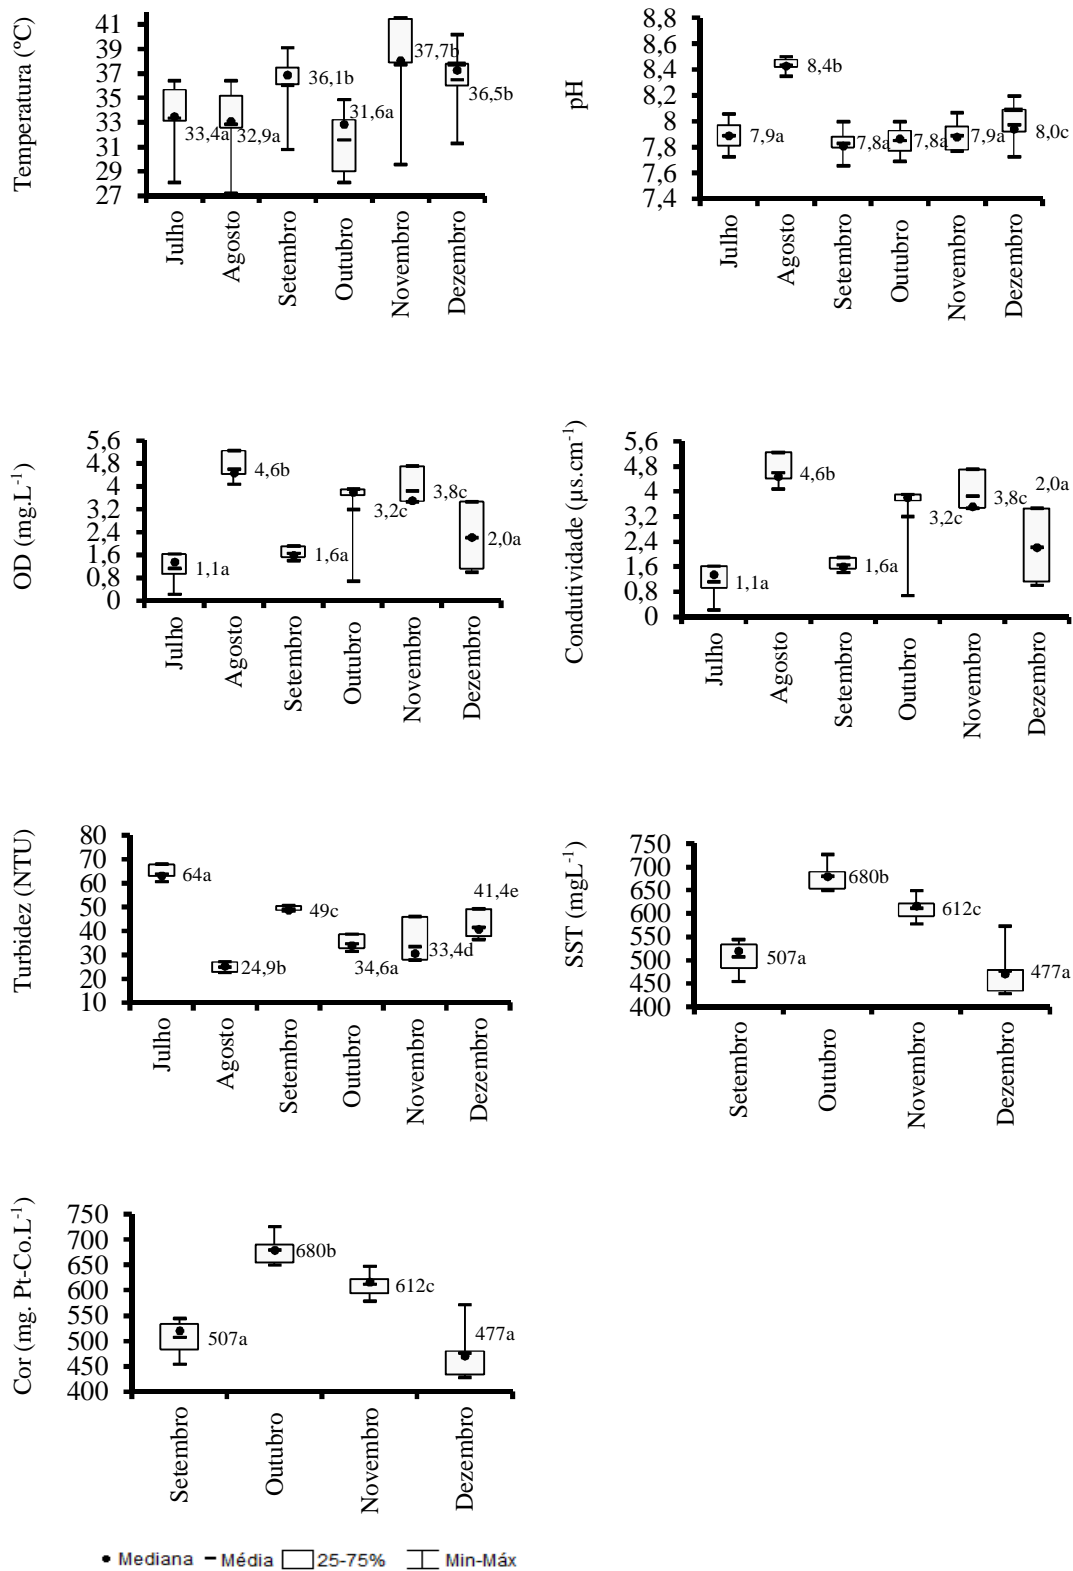 Temperatura (ºC)
41
39
37
35
33
31
29
27
33,4a
32,9a
36,1b
31,6a
37,7b
36,5b
Julho
Agosto
Setembro
Outubro
Novembro
Dezembro
pH
8,8
8,6
8,4
8,2
8
7,8
7,6
7,4
7,9a
8,4b
7,8a
7,8a
7,9a
8,0c
Julho
Agosto
Setembro
Outubro
Novembro
Dezembro
OD (mg.L-1)
5,6
4,8
4
3,2
2,4
1,6
0,8
0
1,1a
4,6b
1,6a
3,2c
3,8c
2,0a
Julho
Agosto
Setembro
Outubro
Novembro
Dezembro
Condutividade (µs.cm-1)
5,6
4,8
4
3,2
2,4
1,6
0,8
0
1,1a
4,6b
1,6a
3,2c
3,8c
2,0a
Julho
Agosto
Setembro
Outubro
Novembro
Dezembro
Turbidez (NTU)
80
70
60
50
40
30
20
10
64a
24,9b
49c
34,6a
33,4d
41,4e
Julho
Agosto
Setembro
Outubro
Novembro
Dezembro
SST (mgL-1)
750
700
650
600
550
500
450
400
507a
680b
612c
477a
Setembro
Outubro
Novembro
Dezembro
Cor (mg. Pt-Co.L-1)
750
700
650
600
550
500
450
400
507a
680b
612c
477a
Setembro
Outubro
Novembro
Dezembro
Mediana Média 25-75% Min-Máx